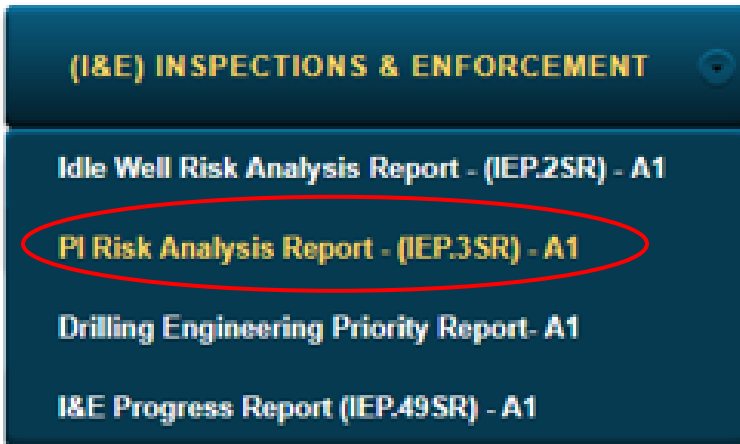 (I&E) INSPECTIONS & ENFORCEMENT
Idle Well Risk Analysis Report - (IEP.2SR) - A1
PI Risk Analysis Report - (IEP.3SR) - A1
Drilling Engineering Priority Report- A1
I&E Progress Report (IEP.49SR) - A1